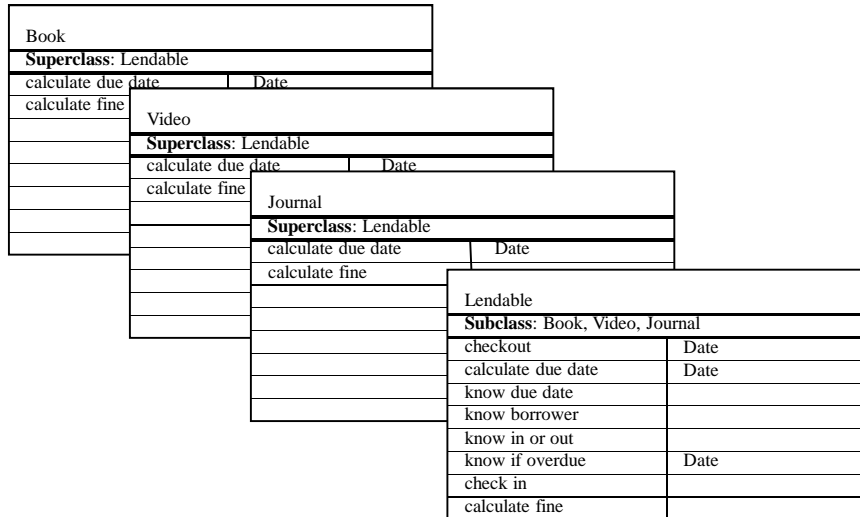 Book
Superclass: Lendable
calculate due date Date
calculate fine
Video
Superclass: Lendable
calculate due date Date
calculate fine
Journal
Superclass: Lendable
calculate due date Date
calculate fine
Lendable
Subclass: Book, Video, Journal
checkout Date
calculate due date Date
know due date
know borrower
know in or out
know if overdue Date
check in
calculate fine